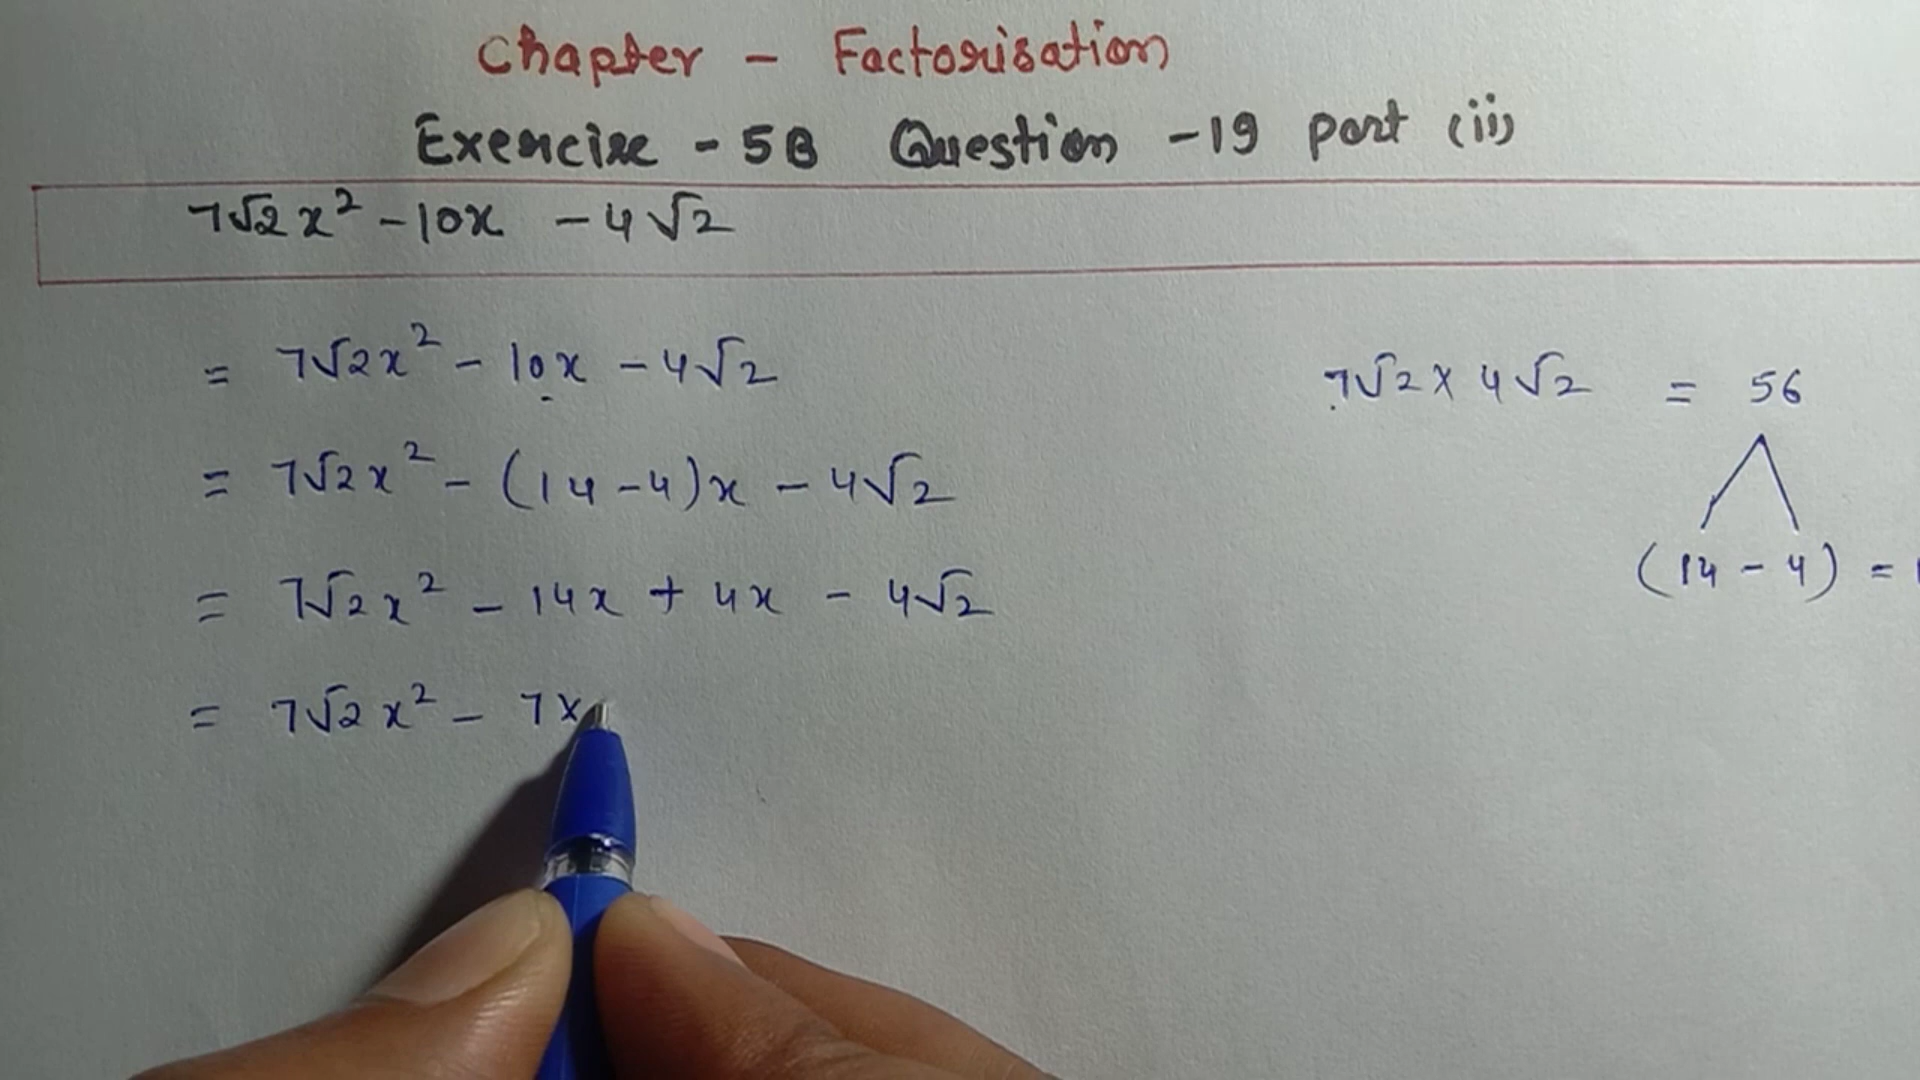 Chapter - Factorisation
Exercise - 5B Question - 19 part (ii)
7√2x² - 10x - 4√2
= 7√2x² - 10x - 4√2
= 7√2x² - (14-4)x - 4√2
= 7√2x² - 14x + 4x - 4√2
= 7√2x² - 7x
7√2 x 4√2 = 56
(14 - 4) =